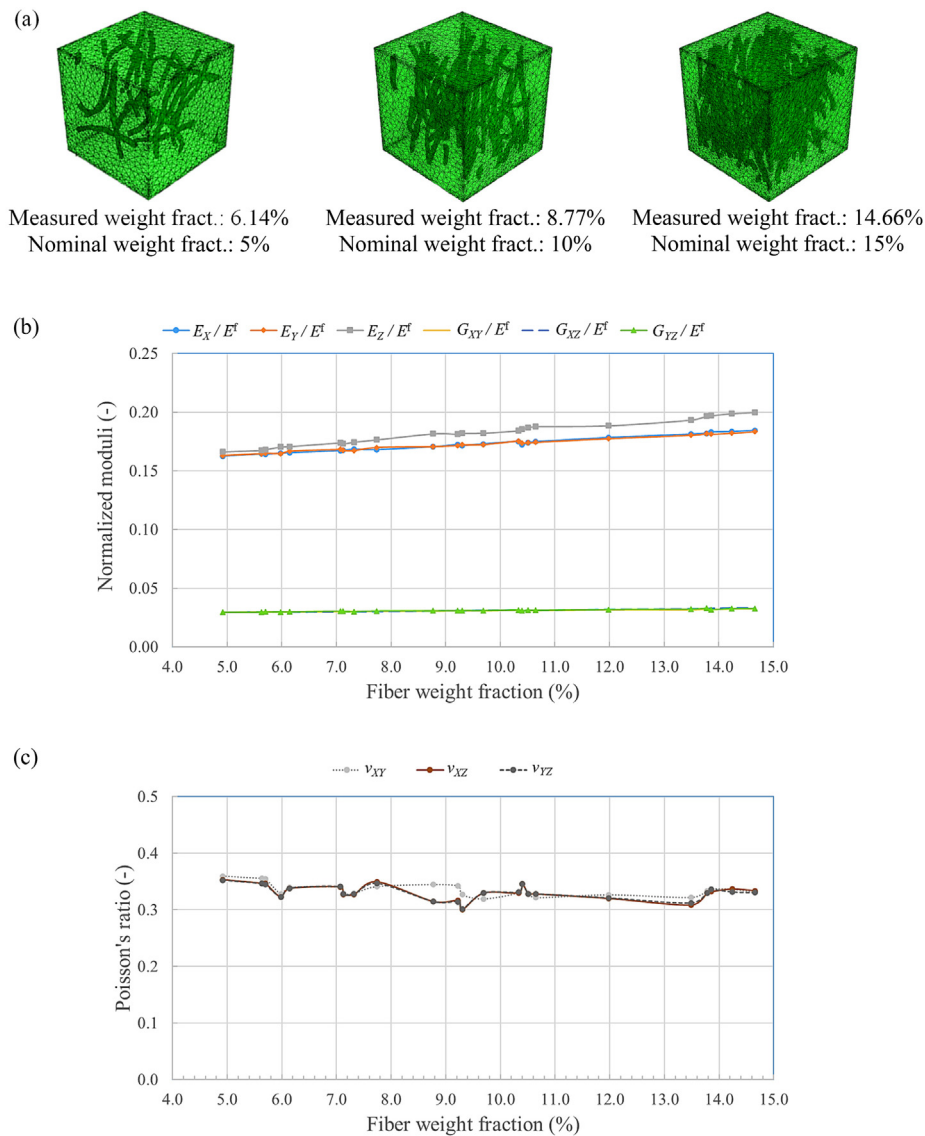 (a)
Measured weight fract.: 6.14%
Nominal weight fract.: 5%
Measured weight fract.: 8.77%
Nominal weight fract.: 10%
Measured weight fract.: 14.66%
Nominal weight fract.: 15%
(b)
E_X / E^f E_Y / E^f E_Z / E^f G_XY / E^f G_XZ / E^f G_YZ / E^f
Normalized moduli (-)
0.25
0.20
0.15
0.10
0.05
0.00
4.0 5.0 6.0 7.0 8.0 9.0 10.0 11.0 12.0 13.0 14.0 15.0
Fiber weight fraction (%)
(c)
v_XY v_XZ v_YZ
Poisson's ratio (-)
0.5
0.4
0.3
0.2
0.1
0.0
4.0 5.0 6.0 7.0 8.0 9.0 10.0 11.0 12.0 13.0 14.0 15.0
Fiber weight fraction (%)